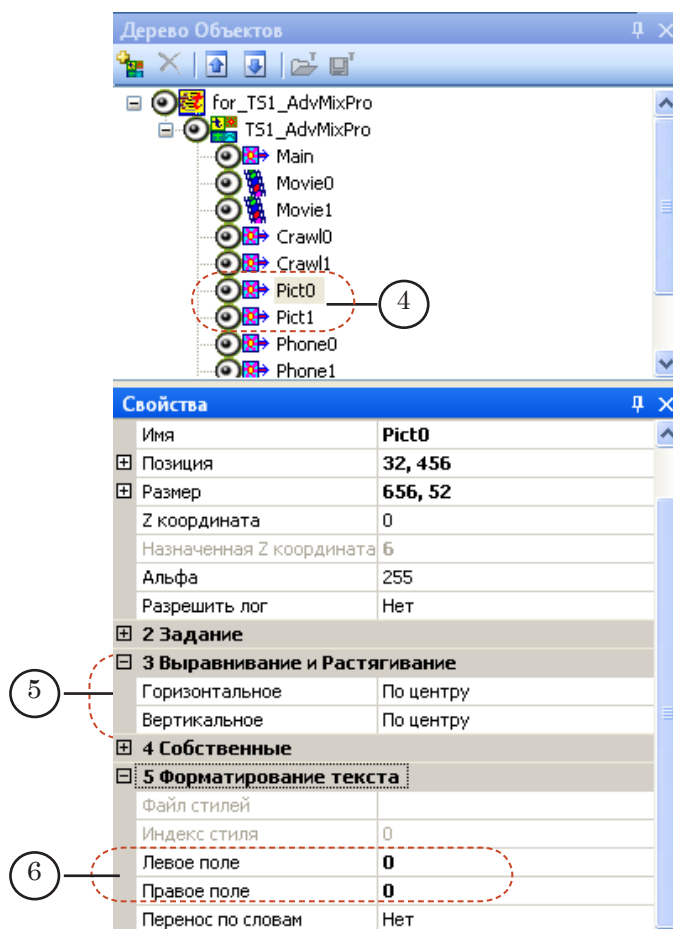 Дерево Объектов
for_TS1_AdvMixPro
TS1_AdvMixPro
Main
Movie0
Movie1
Crawl0
Crawl1
Pict0
4
Pict1
Phone0
Phone1
Свойства
Имя Pict0
Позиция 32, 456
Размер 656, 52
Z координата 0
Назначенная Z координата 6
Альфа 255
Разрешить лог Нет
2 Задание
3 Выравнивание и Растягивание
5
Горизонтальное По центру
Вертикальное По центру
4 Собственные
5 Форматирование текста
Файл стилей
Индекс стиля 0
6
Левое поле 0
Правое поле 0
Перенос по словам Нет